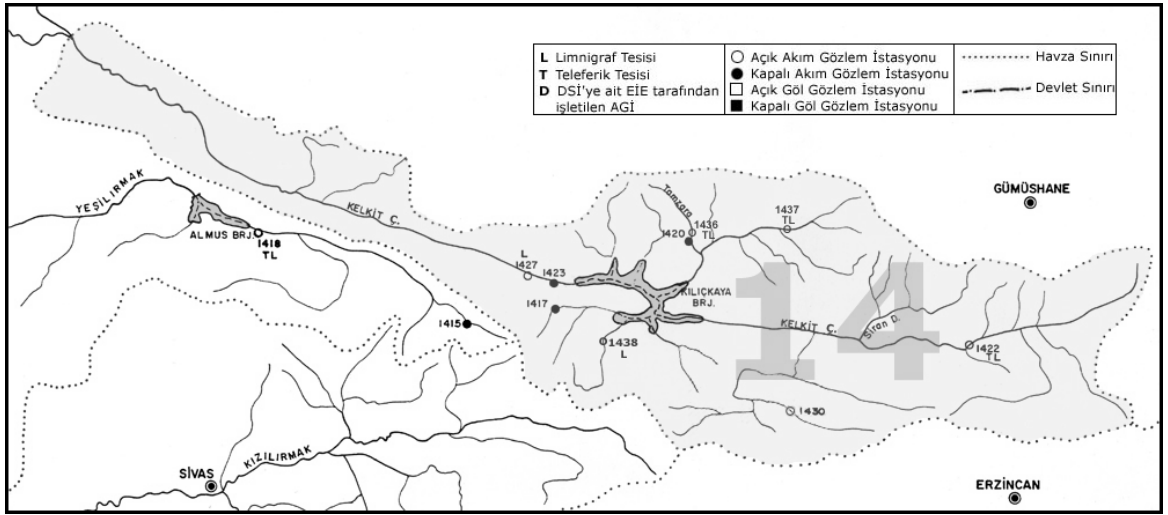 L Limnigraf Tesisi
T Teleferik Tesisi
D DSİ'ye ait EİE tarafından
işletilen AGİ
Açık Akım Gözlem İstasyonu
Kapalı Akım Gözlem İstasyonu
Açık Göl Gözlem İstasyonu
Kapalı Göl Gözlem İstasyonu
Havza Sınırı
Devlet Sınırı
YEŞİLIRMAK
ALMUS BRJ.
1418
TL
KELKİT Ç.
L
1427
1423
1417
1415
Tamzara
1436
TL
1420
1437
TL
GÜMÜSHANE
KILIÇKAYA
BRJ.
14
KELKİT Ç.
Siran D.
1422
TL
1438
L
1430
KIZILIRMAK
SİVAS
ERZİNCAN